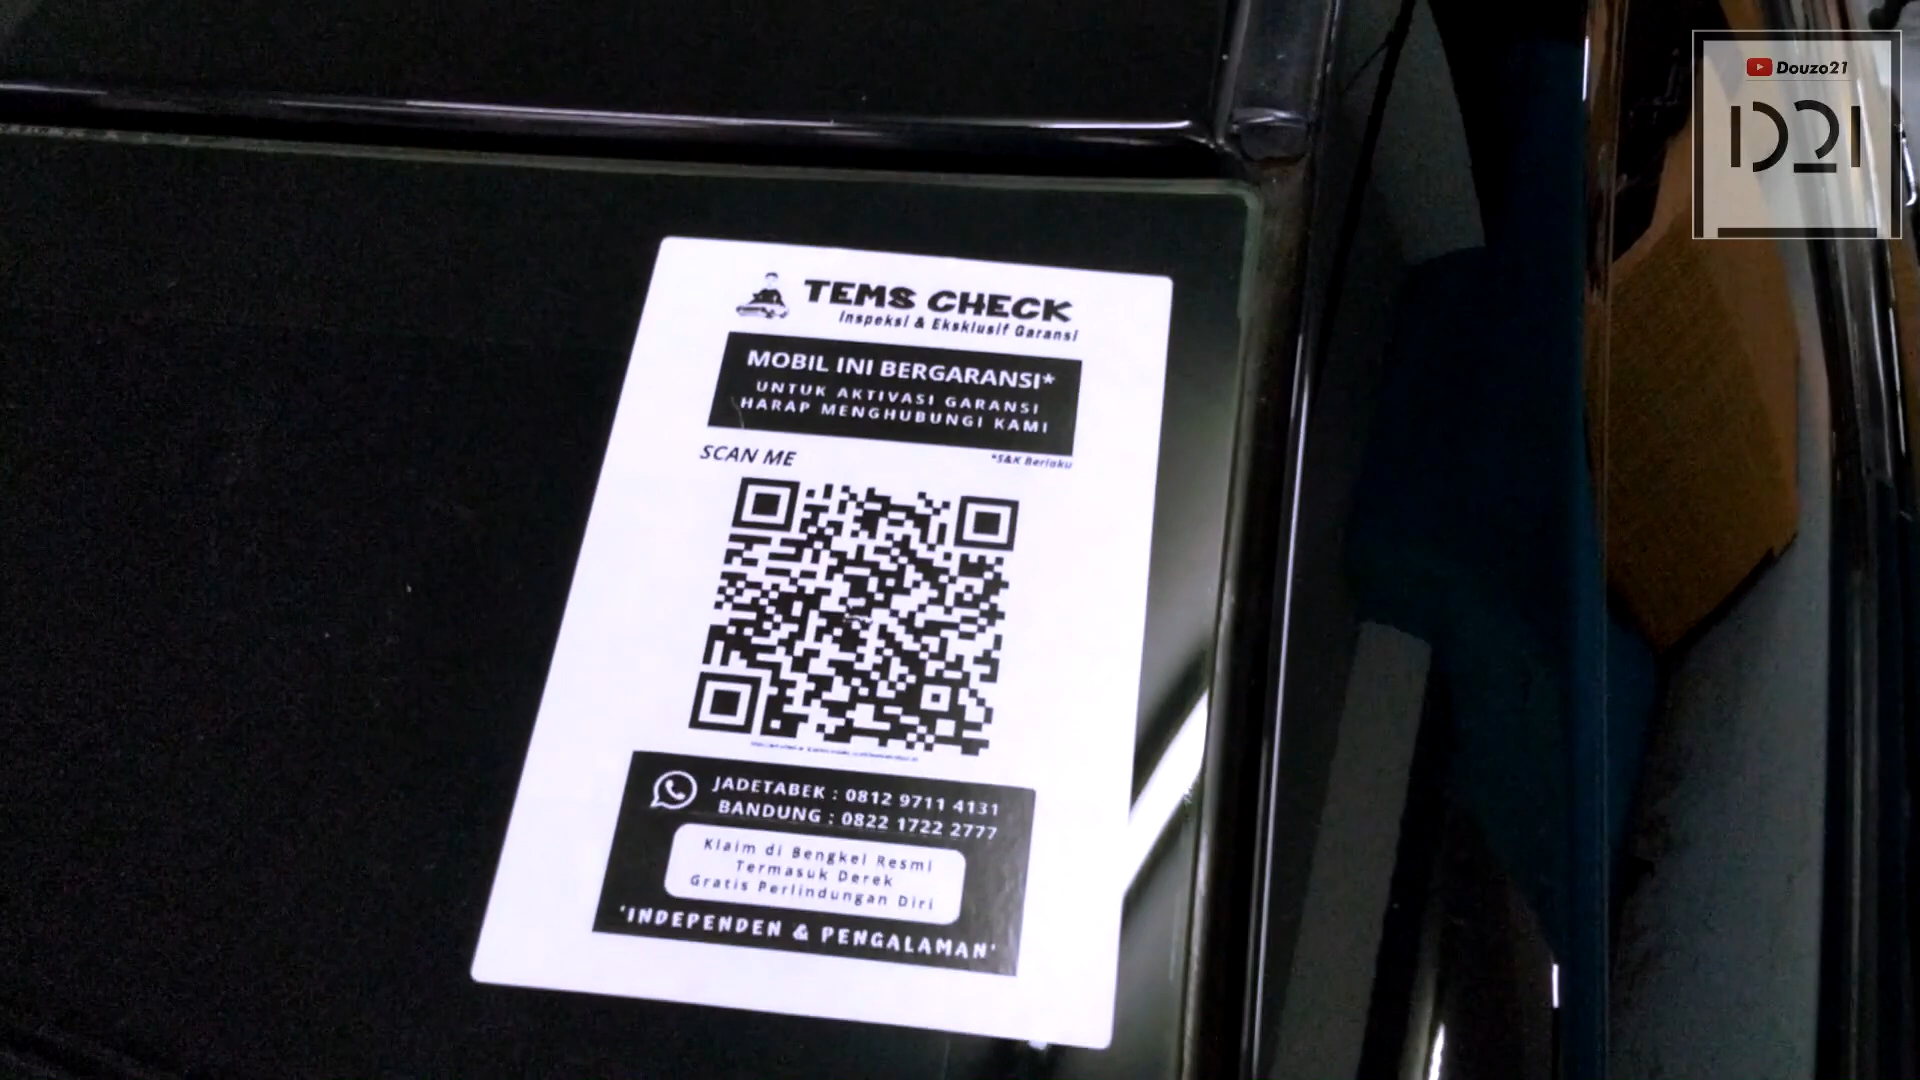 Douzo21
D21
TEMS CHECK
Inspeksi & Eksklusif Garansi
MOBIL INI BERGARANSI*
UNTUK AKTIVASI GARANSI
HARAP MENGHUBUNGI KAMI
SCAN ME
*S&K Berlaku
JADETABEK : 0812 9711 4131
BANDUNG : 0822 1722 2777
Klaim di Bengkel Resmi
Termasuk Derek
Gratis Perlindungan Diri
'INDEPENDEN & PENGALAMAN'